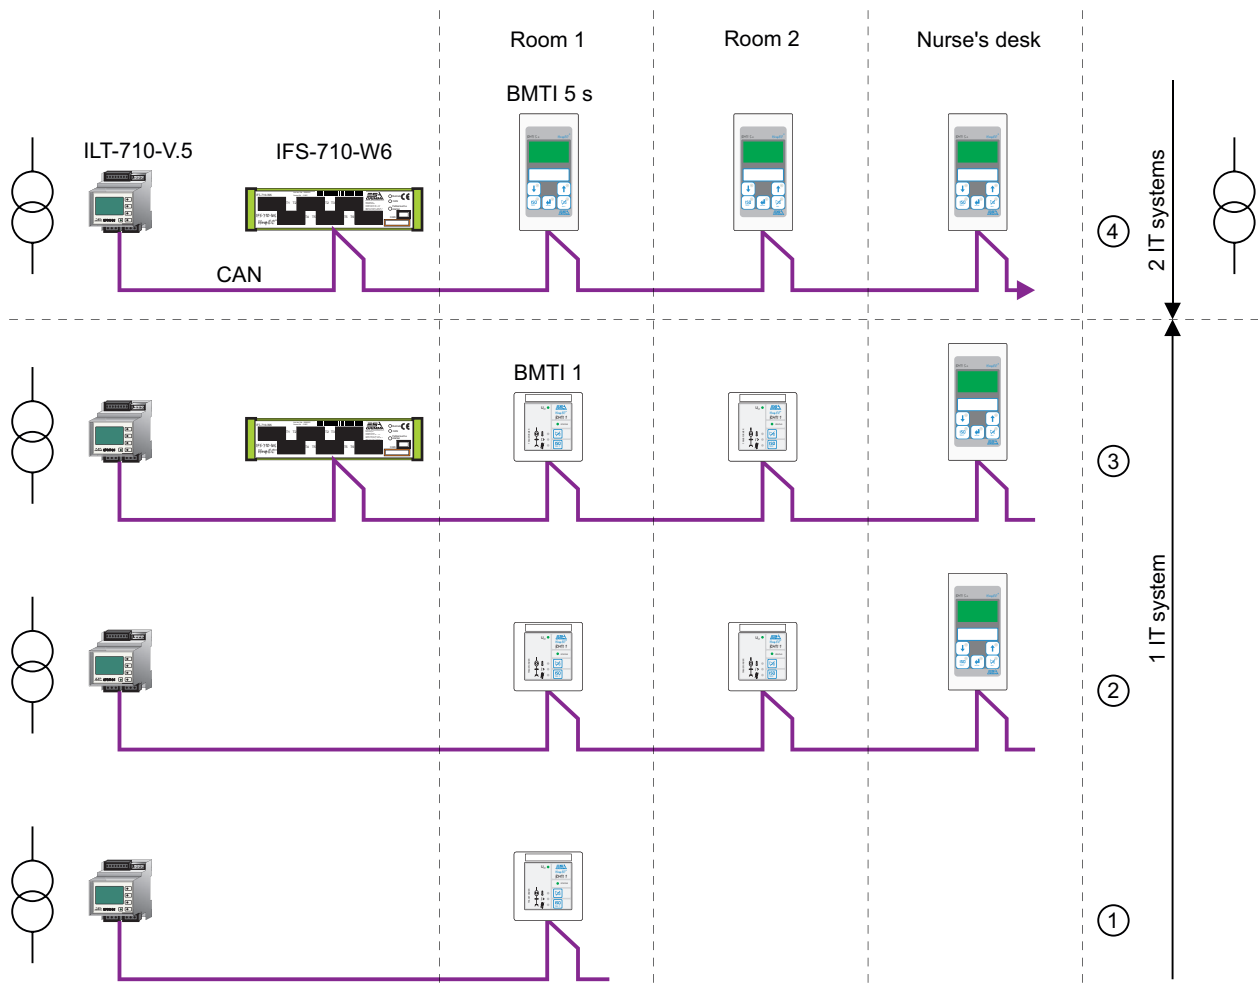 Room 1
Room 2
Nurse's desk
BMTI 5 s
ILT-710-V.5
IFS-710-W6
CAN
4
2 IT systems
BMTI 1
3
1 IT system
2
1